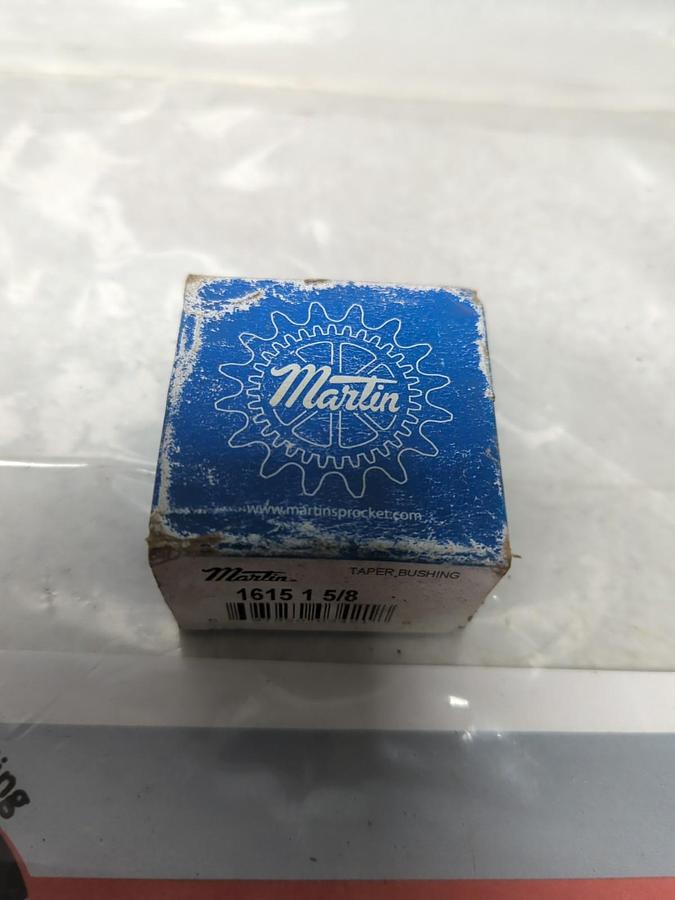 Martin
www.martinsprocket.com
Martin TAPER BUSHING
1615 1 5/8